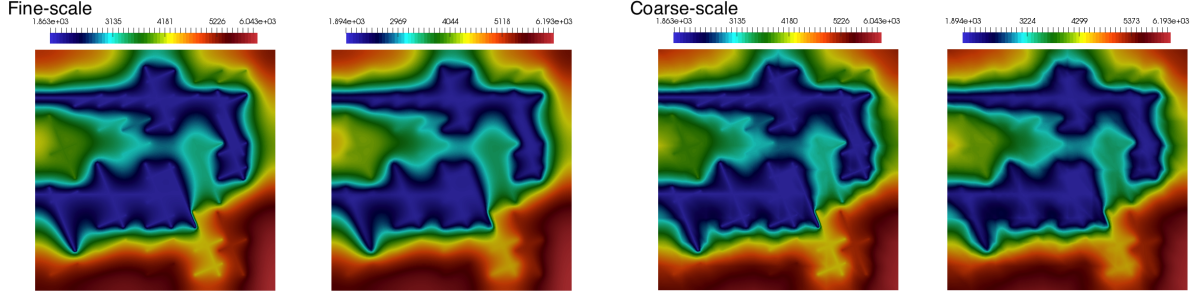 Fine-scale
1.863e+03 3135 4181 5226 6.043e+03
1.894e+03 2969 4044 5118 6.193e+03
Coarse-scale
1.863e+03 3135 4180 5226 6.043e+03
1.894e+03 3224 4299 5373 6.193e+03